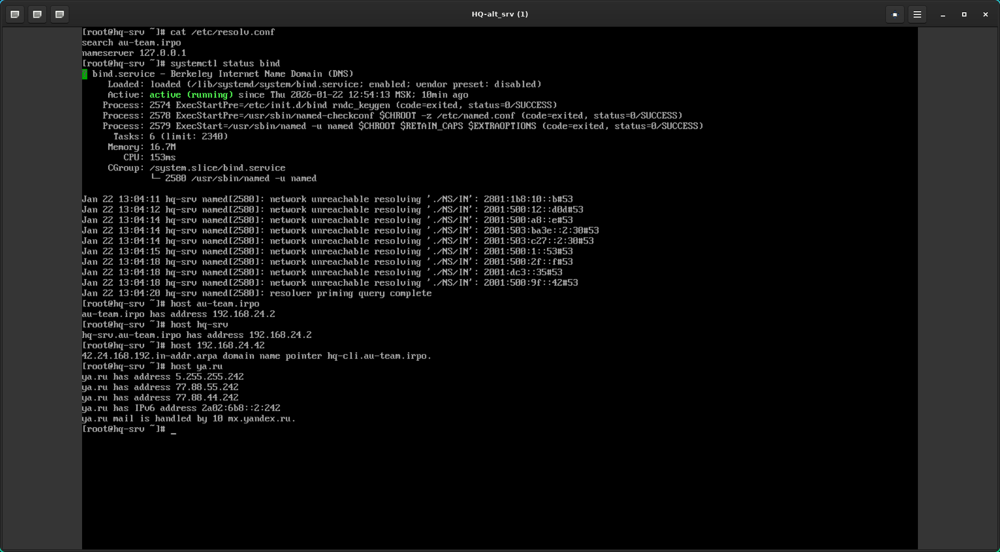 HQ-alt_srv (1)
[root@hq-srv ~]# cat /etc/resolv.conf
search au-team.irpo
nameserver 127.0.0.1
[root@hq-srv ~]# systemctl status bind
? bind.service - Berkeley Internet Name Domain (DNS)
Loaded: loaded (/lib/systemd/system/bind.service; enabled; vendor preset: disabled)
Active: active (running) since Thu 2026-01-22 12:54:13 MSK; 10min ago
Process: 2574 ExecStartPre=/etc/init.d/bind rndc_keygen (code=exited, status=0/SUCCESS)
Process: 2578 ExecStartPre=/usr/sbin/named-checkconf $CHROOT -z /etc/named.conf (code=exited, status=0/SUCCESS)
Process: 2579 ExecStart=/usr/sbin/named -u named $CHROOT $RETAIN_CAPS $EXTRAOPTIONS (code=exited, status=0/SUCCESS)
Tasks: 6 (limit: 2340)
Memory: 16.7M
CPU: 153ms
CGroup: /system.slice/bind.service
└─ 2580 /usr/sbin/named -u named
Jan 22 13:04:11 hq-srv named[2580]: network unreachable resolving './NS/IN': 2801:1b8:10::b#53
Jan 22 13:04:12 hq-srv named[2580]: network unreachable resolving './NS/IN': 2001:500:12::d0d#53
Jan 22 13:04:14 hq-srv named[2580]: network unreachable resolving './NS/IN': 2001:500:a8::e#53
Jan 22 13:04:14 hq-srv named[2580]: network unreachable resolving './NS/IN': 2001:503:ba3e::2:30#53
Jan 22 13:04:14 hq-srv named[2580]: network unreachable resolving './NS/IN': 2001:503:c27::2:30#53
Jan 22 13:04:15 hq-srv named[2580]: network unreachable resolving './NS/IN': 2001:500:1::53#53
Jan 22 13:04:18 hq-srv named[2580]: network unreachable resolving './NS/IN': 2001:500:2f::f#53
Jan 22 13:04:18 hq-srv named[2580]: network unreachable resolving './NS/IN': 2001:dc3::35#53
Jan 22 13:04:18 hq-srv named[2580]: network unreachable resolving './NS/IN': 2001:500:9f::42#53
Jan 22 13:04:20 hq-srv named[2580]: resolver priming query complete
[root@hq-srv ~]# host au-team.irpo
au-team.irpo has address 192.168.24.2
[root@hq-srv ~]# host hq-srv
hq-srv.au-team.irpo has address 192.168.24.2
[root@hq-srv ~]# host 192.168.24.42
42.24.168.192.in-addr.arpa domain name pointer hq-cli.au-team.irpo.
[root@hq-srv ~]# host ya.ru
ya.ru has address 5.255.255.242
ya.ru has address 77.88.55.242
ya.ru has address 77.88.44.242
ya.ru has IPv6 address 2a02:6b8::2:242
ya.ru mail is handled by 10 mx.yandex.ru.
[root@hq-srv ~]# _